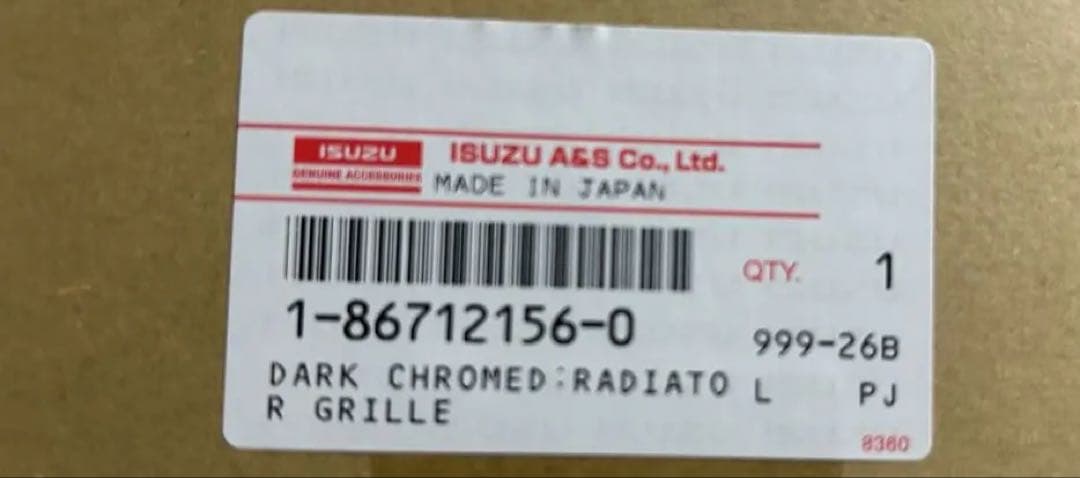 ISUZU
GENUINE ACCESSORIES
ISUZU A&S Co., Ltd.
MADE IN JAPAN
QTY. 1
1-86712156-0
999-26B
DARK CHROMED:RADIATO
R GRILLE
L PJ
8360